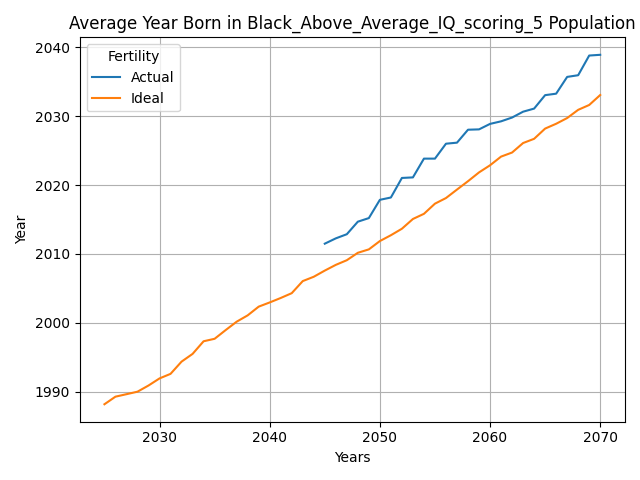 Average Year Born in Black_Above_Average_IQ_scoring_5 Population
Fertility
Actual
Ideal
2040
2030
2020
2010
2000
1990
Year
2030 2040 2050 2060 2070
Years